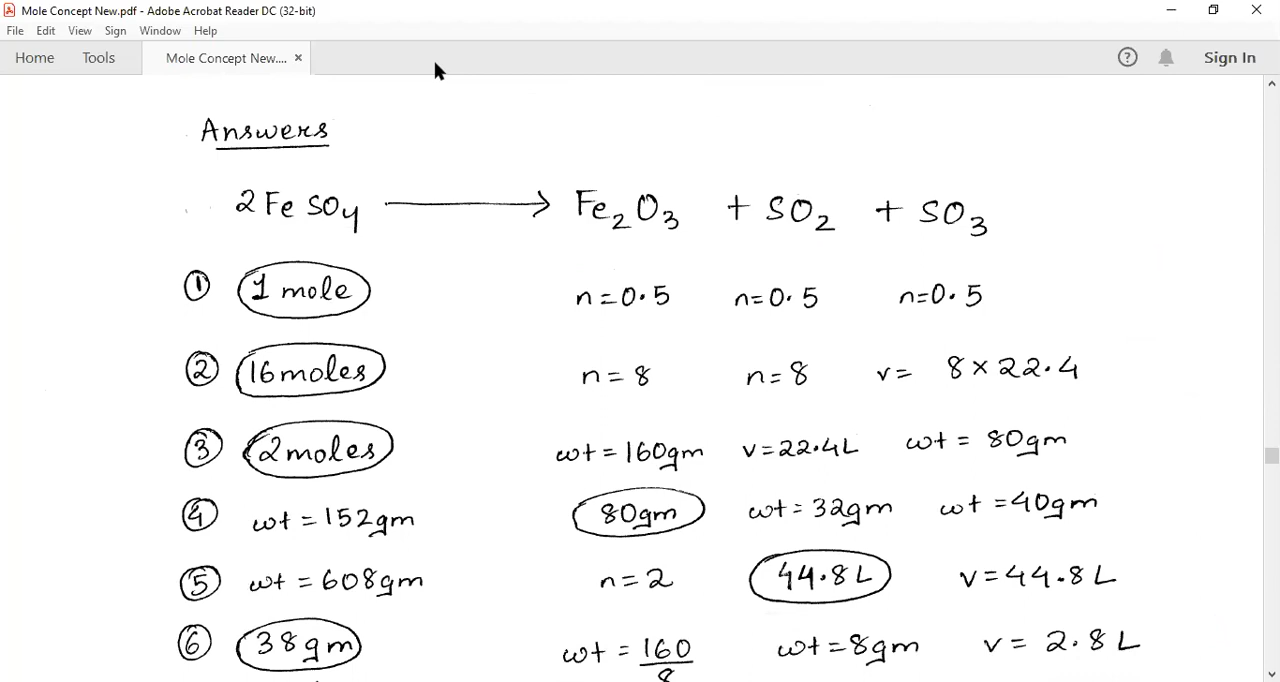 Mole Concept New.pdf - Adobe Acrobat Reader DC (32-bit)
File Edit View Sign Window Help
Home Tools Mole Concept New.... × Sign In
Answers
2FeSO4 → Fe2O3 + SO2 + SO3
① 1 mole n=0.5 n=0.5 n=0.5
② 16moles n=8 n=8 v= 8×22.4
③ 2moles wt=160gm v=22.4L wt=80gm
④ wt=152gm 80gm wt=32gm wt=40gm
⑤ wt=608gm n=2 44.8L v=44.8L
⑥ 38gm wt=160/8 wt=8gm v=2.8L